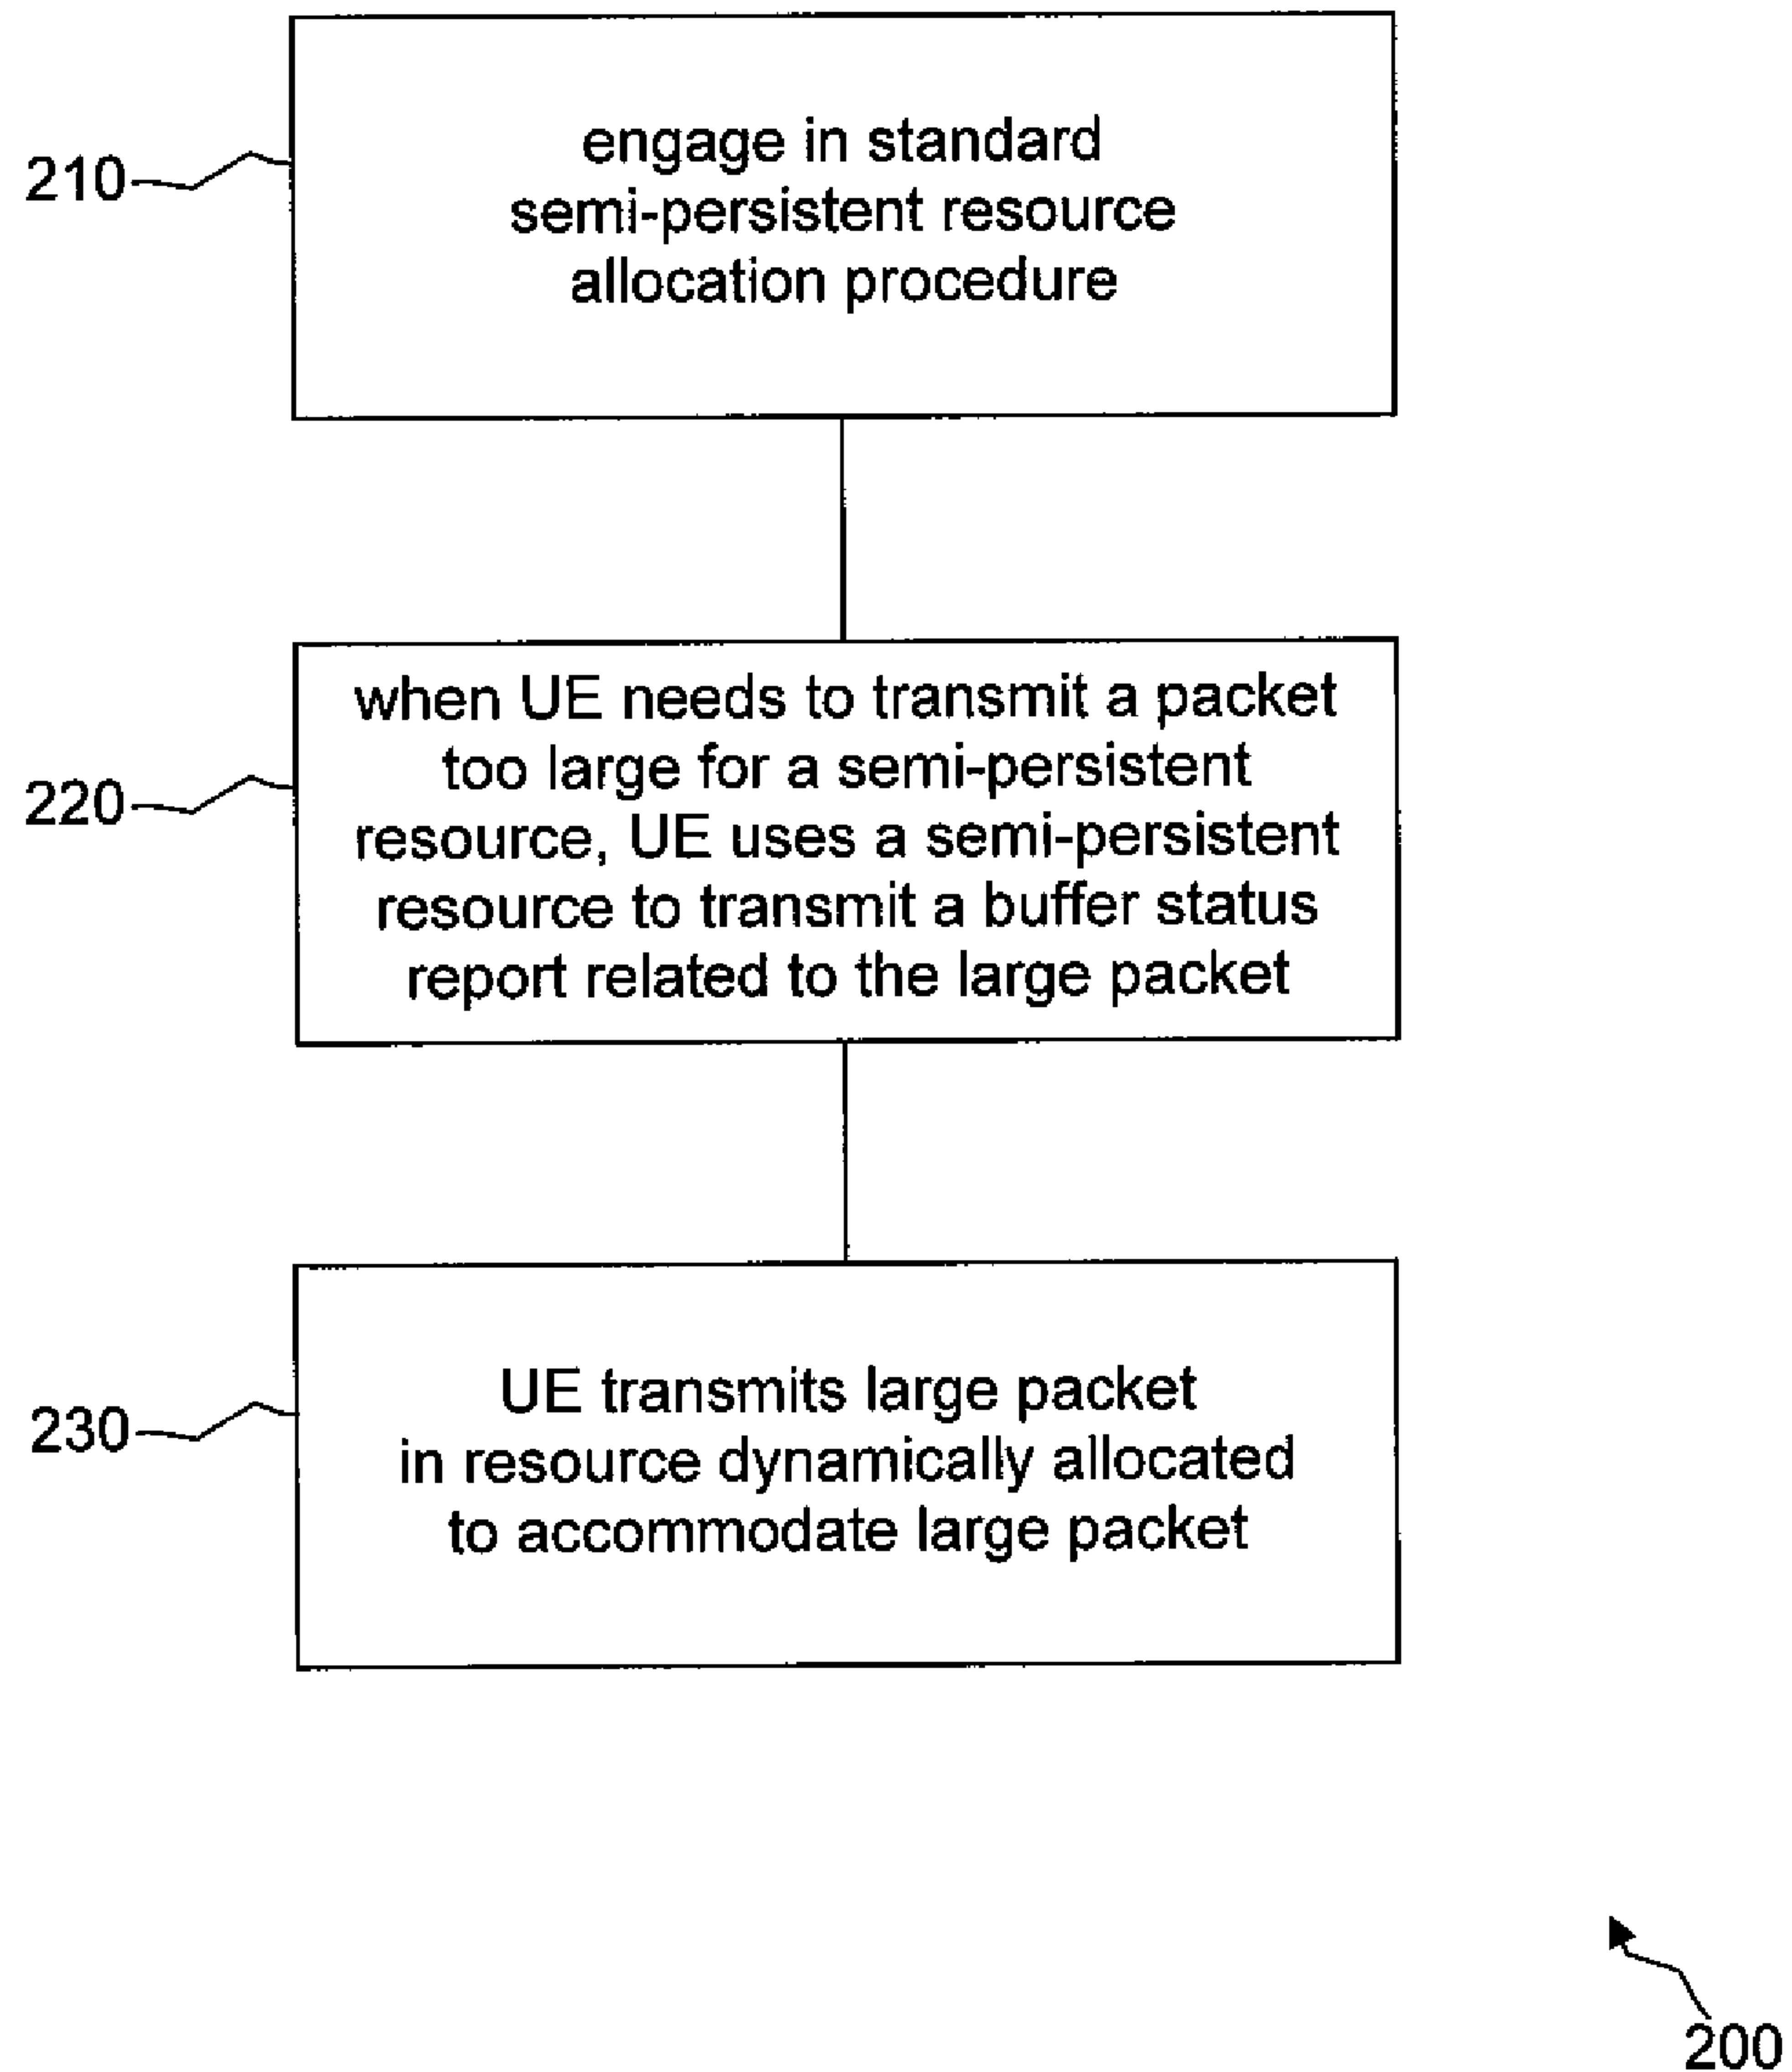 210
engage in standard
semi-persistent resource
allocation procedure
220
when UE needs to transmit a packet
too large for a semi-persistent
resource, UE uses a semi-persistent
resource to transmit a buffer status
report related to the large packet
230
UE transmits large packet
in resource dynamically allocated
to accommodate large packet
200